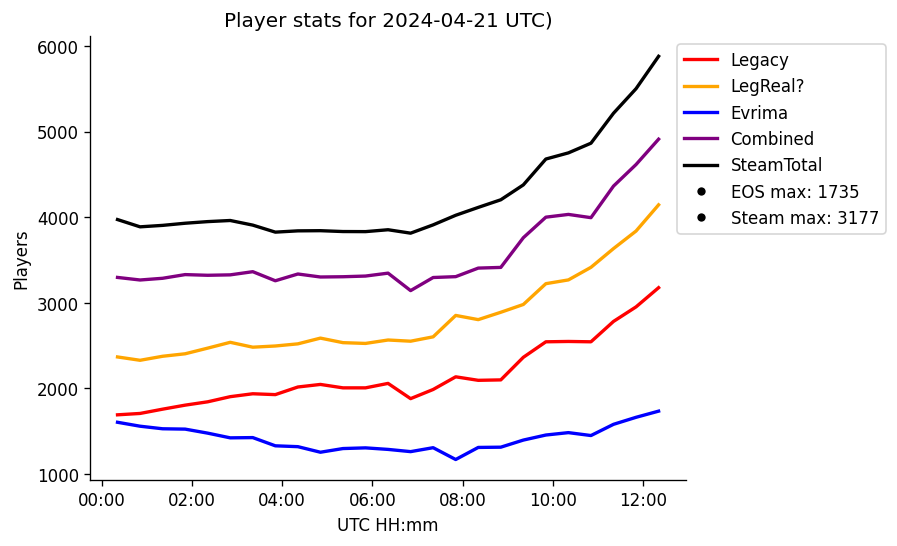 Player stats for 2024-04-21 UTC)
6000
5000
4000
3000
2000
1000
Players
00:00 02:00 04:00 06:00 08:00 10:00 12:00
UTC HH:mm
Legacy
LegReal?
Evrima
Combined
SteamTotal
EOS max: 1735
Steam max: 3177